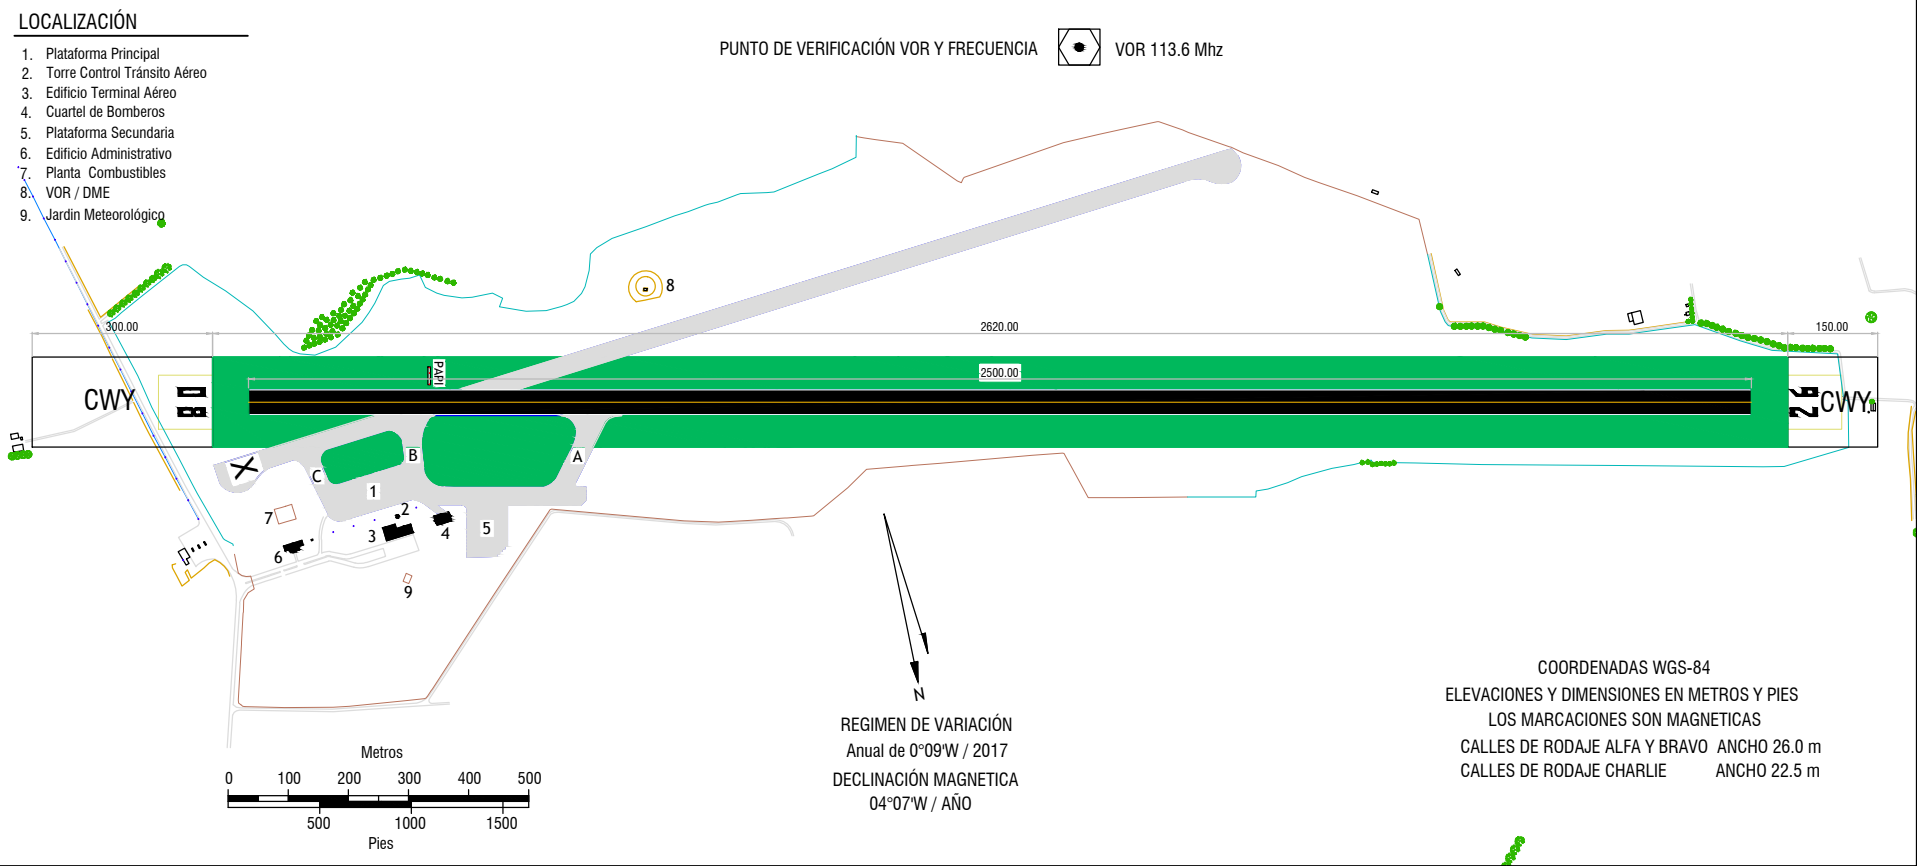 LOCALIZACIÓN
1. Plataforma Principal
2. Torre Control Tránsito Aéreo
3. Edificio Terminal Aéreo
4. Cuartel de Bomberos
5. Plataforma Secundaria
6. Edificio Administrativo
7. Planta Combustibles
8. VOR / DME
9. Jardin Meteorológico
PUNTO DE VERIFICACIÓN VOR Y FRECUENCIA VOR 113.6 Mhz
8
300.00 2620.00 150.00
PAPI
2500.00
CWY 08
26 CWY
X
C B A
1
2
7 3 4 5
6
9
N
REGIMEN DE VARIACIÓN
Anual de 0°09'W / 2017
DECLINACIÓN MAGNETICA
04°07'W / AÑO
COORDENADAS WGS-84
ELEVACIONES Y DIMENSIONES EN METROS Y PIES
LOS MARCACIONES SON MAGNETICAS
CALLES DE RODAJE ALFA Y BRAVO ANCHO 26.0 m
CALLES DE RODAJE CHARLIE ANCHO 22.5 m
Metros
0 100 200 300 400 500
500 1000 1500
Pies